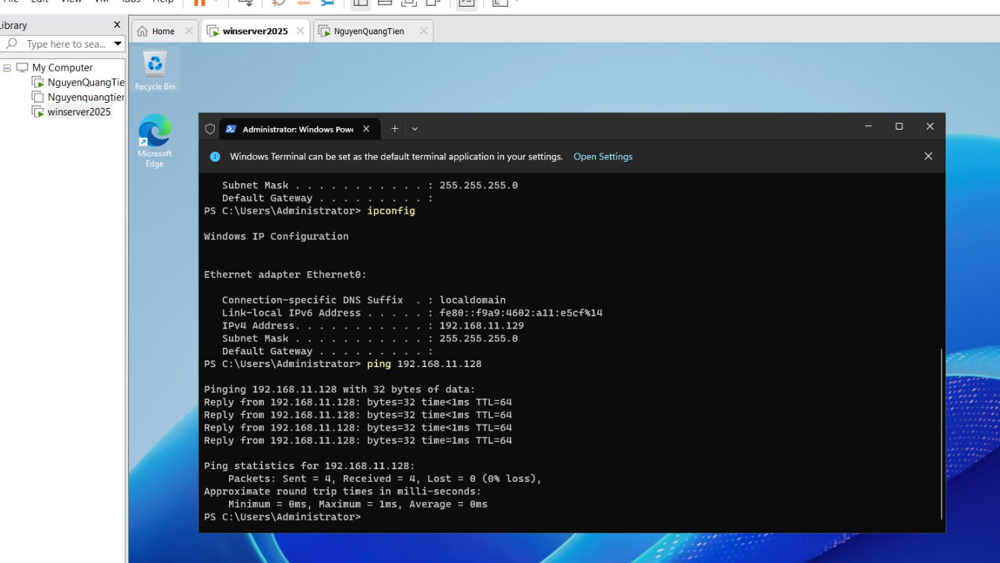 File Edit View VM Tabs Help
Library
Type here to sea...
Home
winserver2025
NguyenQuangTien
My Computer
NguyenQuangTie
Nguyenquangtien
winserver2025
Recycle Bin
Microsoft
Edge
Administrator: Windows Powe
Windows Terminal can be set as the default terminal application in your settings. Open Settings
Subnet Mask . . . . . . . . . . . : 255.255.255.0
Default Gateway . . . . . . . . . :
PS C:\Users\Administrator> ipconfig
Windows IP Configuration
Ethernet adapter Ethernet0:
Connection-specific DNS Suffix  . : localdomain
Link-local IPv6 Address . . . . . : fe80::f9a9:4602:a11:e5cf%14
IPv4 Address. . . . . . . . . . . : 192.168.11.129
Subnet Mask . . . . . . . . . . . : 255.255.255.0
Default Gateway . . . . . . . . . :
PS C:\Users\Administrator> ping 192.168.11.128
Pinging 192.168.11.128 with 32 bytes of data:
Reply from 192.168.11.128: bytes=32 time<1ms TTL=64
Reply from 192.168.11.128: bytes=32 time<1ms TTL=64
Reply from 192.168.11.128: bytes=32 time<1ms TTL=64
Reply from 192.168.11.128: bytes=32 time=1ms TTL=64
Ping statistics for 192.168.11.128:
Packets: Sent = 4, Received = 4, Lost = 0 (0% loss),
Approximate round trip times in milli-seconds:
Minimum = 0ms, Maximum = 1ms, Average = 0ms
PS C:\Users\Administrator>